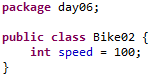 package day06;
public class Bike02 {
    int speed = 100;
}